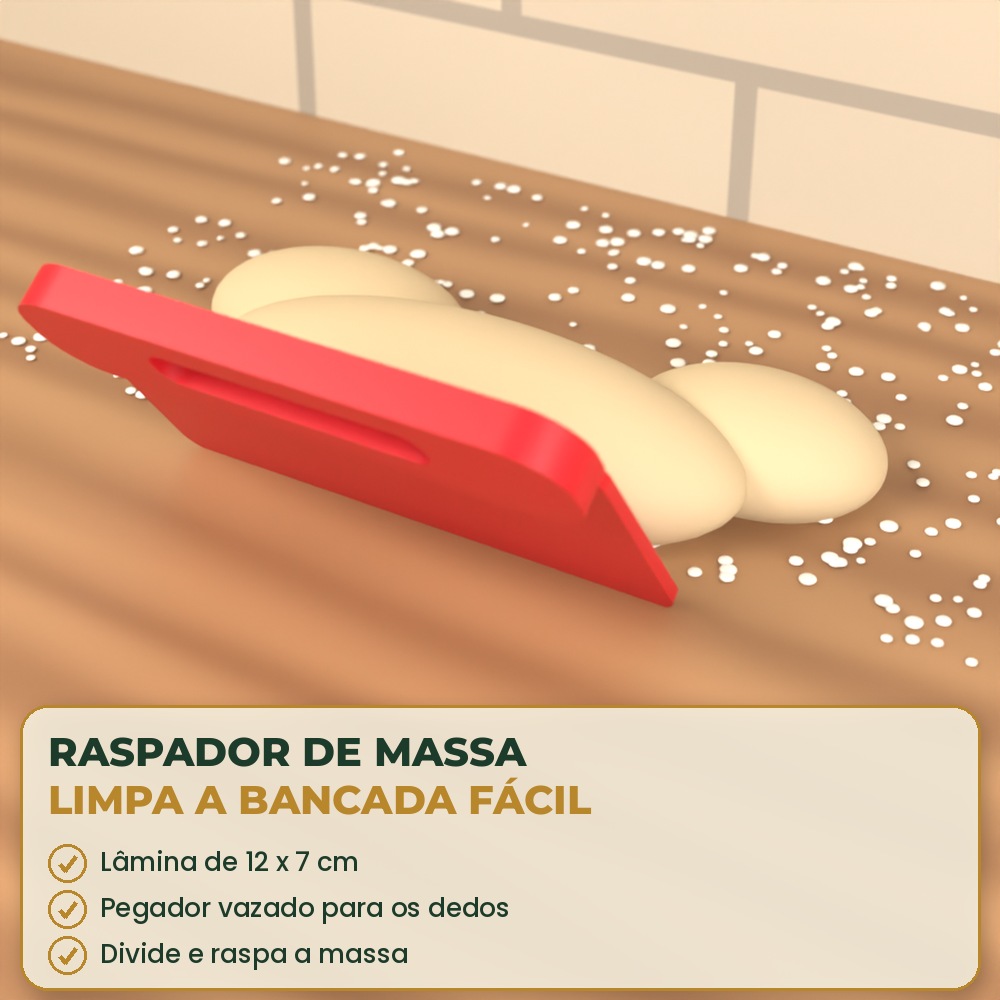 RASPADOR DE MASSA
LIMPA A BANCADA FÁCIL
Lâmina de 12 x 7 cm
Pegador vazado para os dedos
Divide e raspa a massa